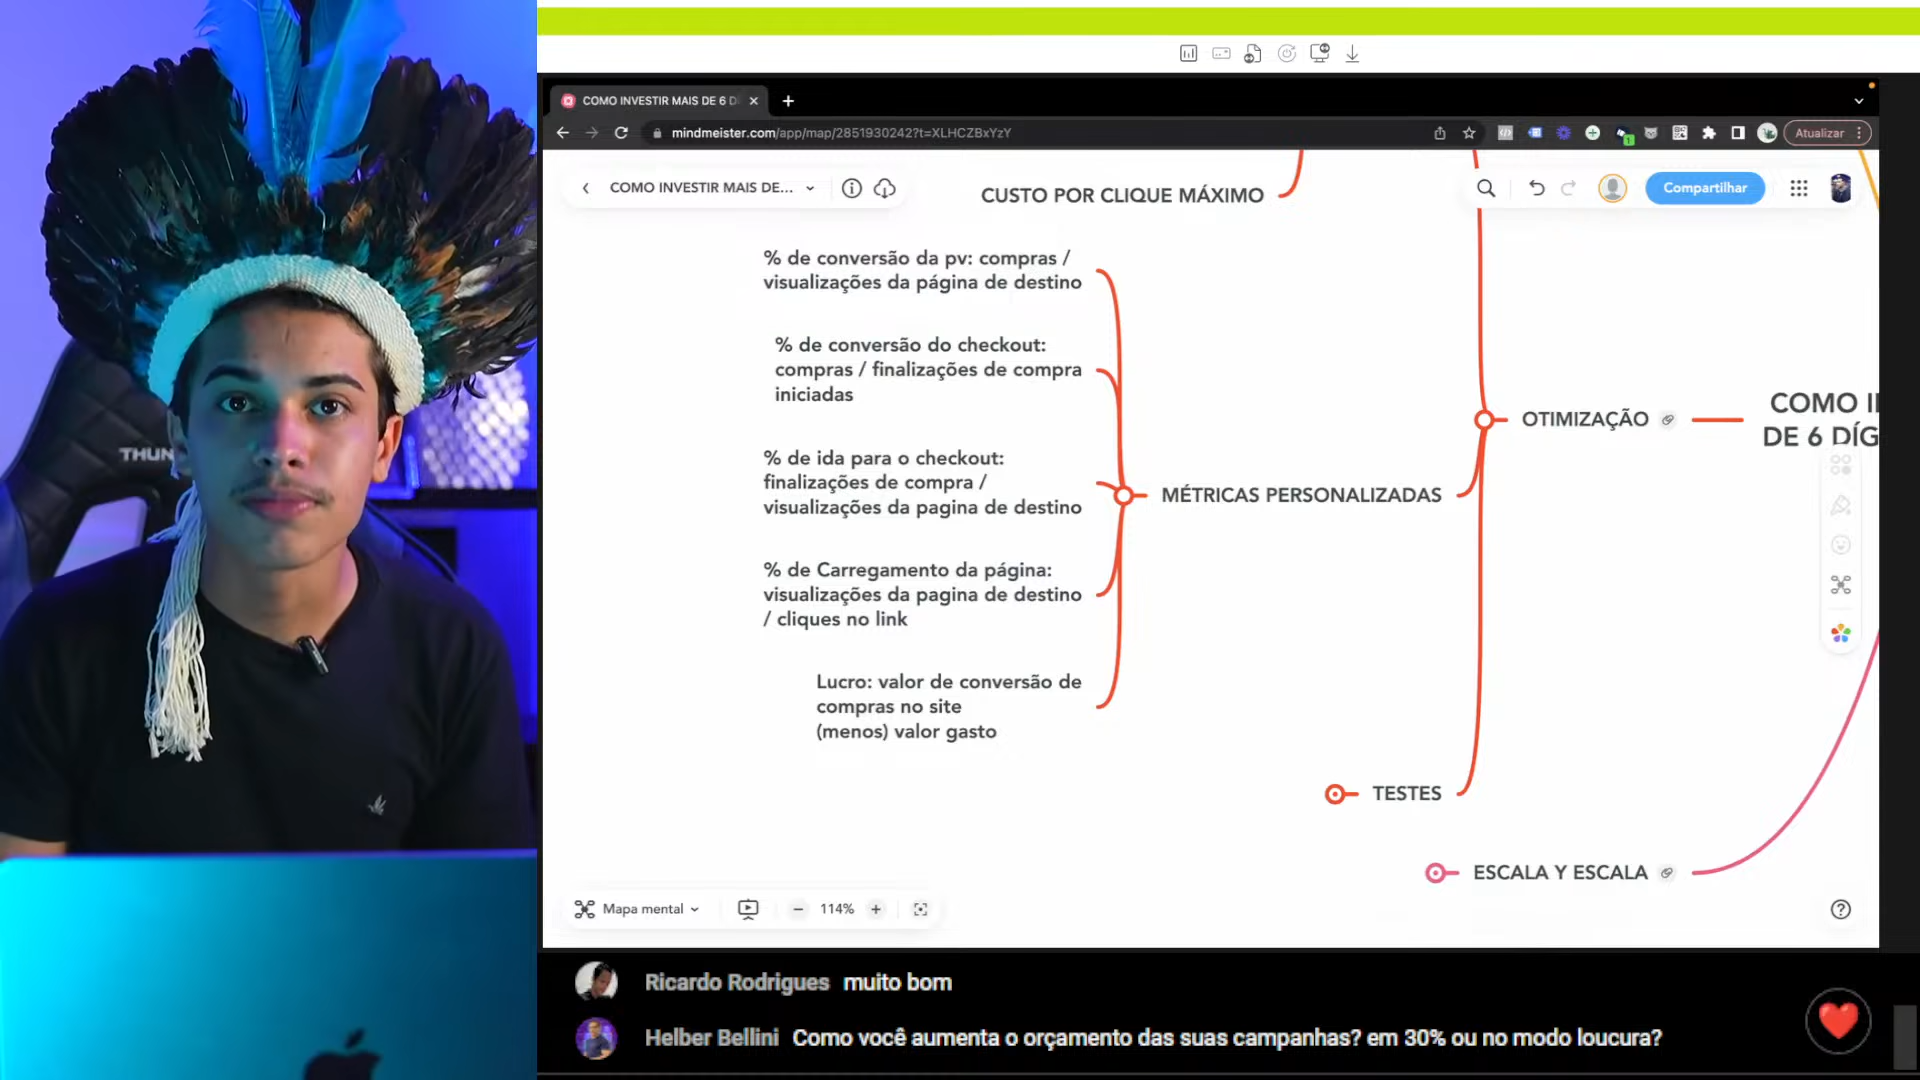 THUN
COMO INVESTIR MAIS DE 6 D
mindmeister.com/app/map/2851930242?t=XLHCZBxYzY
Atualizar
1
COMO INVESTIR MAIS DE...
Compartilhar
CUSTO POR CLIQUE MÁXIMO
% de conversão da pv: compras /
visualizações da página de destino
% de conversão do checkout:
compras / finalizações de compra
iniciadas
% de ida para o checkout:
finalizações de compra /
visualizações da pagina de destino
% de Carregamento da página:
visualizações da pagina de destino
/ cliques no link
Lucro: valor de conversão de
compras no site
(menos) valor gasto
MÉTRICAS PERSONALIZADAS
OTIMIZAÇÃO
COMO I
DE 6 DÍG
TESTES
ESCALA Y ESCALA
Mapa mental
114%
Ricardo Rodrigues muito bom
Helber Bellini Como você aumenta o orçamento das suas campanhas? em 30% ou no modo loucura?